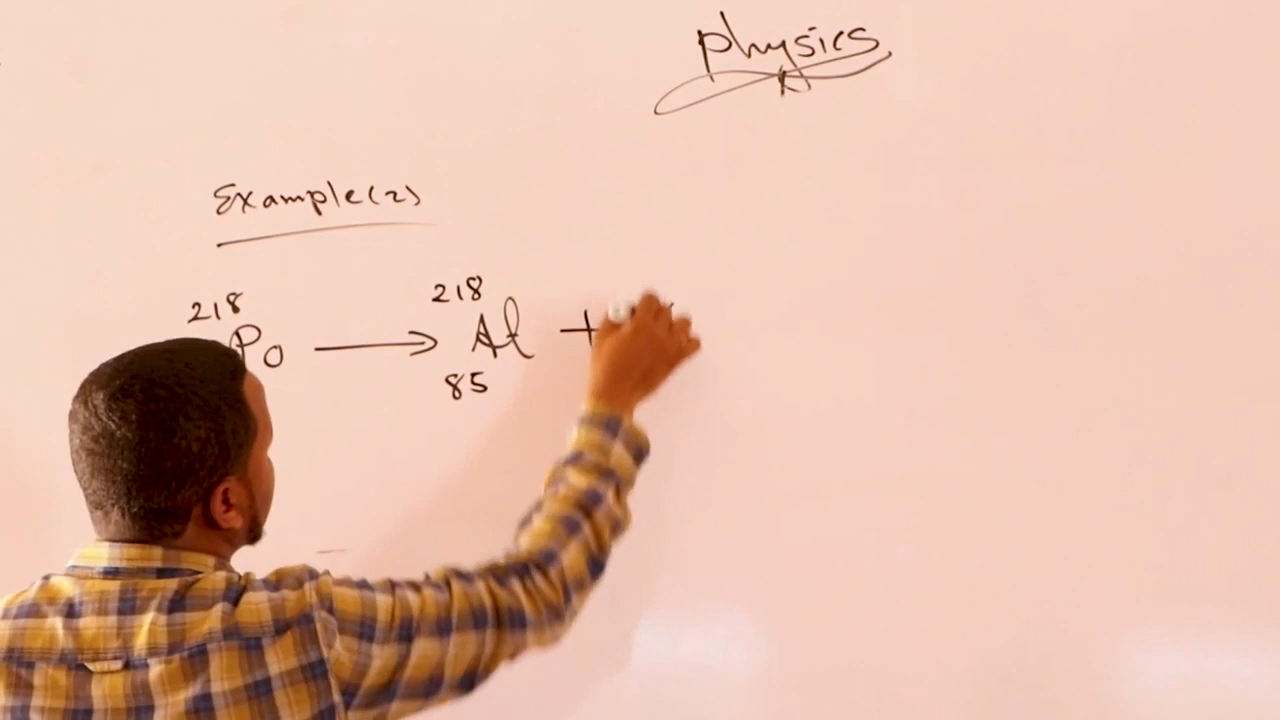 Physics
Example(2)
218 Po → 218 85 At +